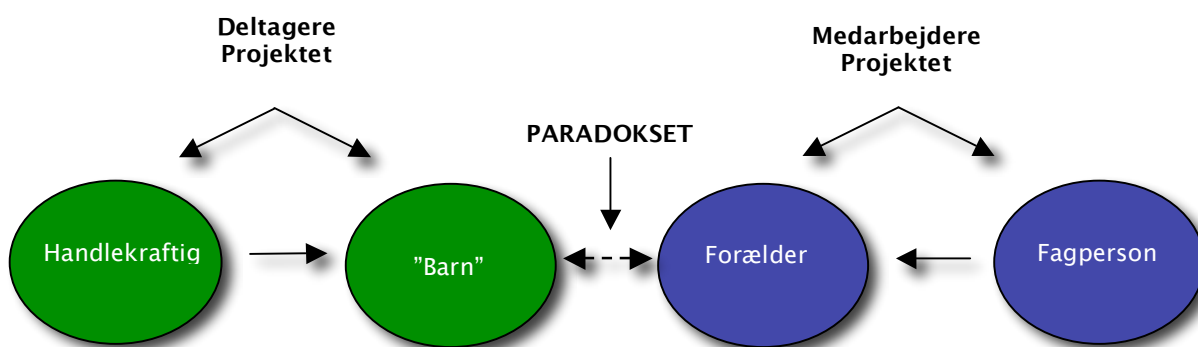 Deltagere
Projektet
Medarbejdere
Projektet
PARADOKSET
Handlekraftig
"Barn"
Forælder
Fagperson